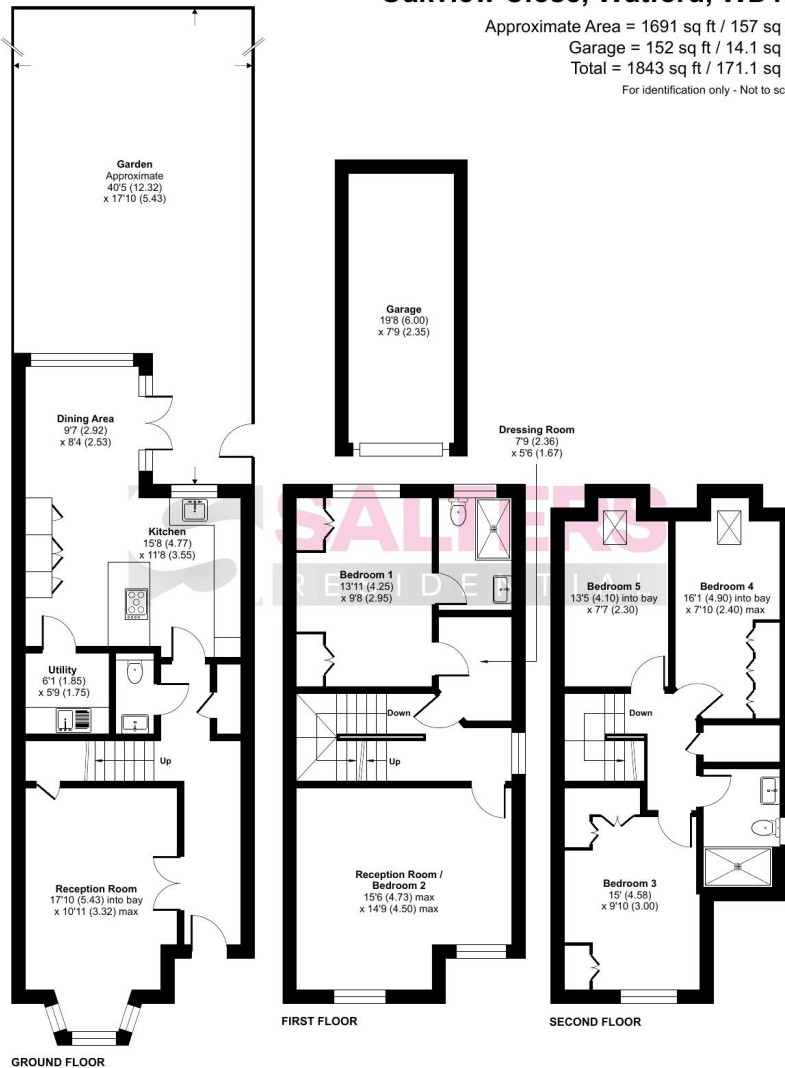 Approximate Area = 1691 sq ft / 157 sq
Garage = 152 sq ft / 14.1 sq
Total = 1843 sq ft / 171.1 sq
For identification only - Not to sc
Garden
Approximate
40'5 (12.32)
x 17'10 (5.43)
Garage
19'8 (6.00)
x 7'9 (2.35)
Dining Area
9'7 (2.92)
x 8'4 (2.53)
Dressing Room
7'9 (2.36)
x 5'6 (1.67)
SALTERS
RESIDENTIAL
Kitchen
15'8 (4.77)
x 11'8 (3.55)
Bedroom 1
13'11 (4.25)
x 9'8 (2.95)
Bedroom 5
13'5 (4.10) into bay
x 7'7 (2.30)
Bedroom 4
16'1 (4.90) into bay
x 7'10 (2.40) max
Utility
6'1 (1.85)
x 5'9 (1.75)
Down
Down
Up
Up
Reception Room
17'10 (5.43) into bay
x 10'11 (3.32) max
Reception Room /
Bedroom 2
15'6 (4.73) max
x 14'9 (4.50) max
Bedroom 3
15' (4.58)
x 9'10 (3.00)
FIRST FLOOR
SECOND FLOOR
GROUND FLOOR